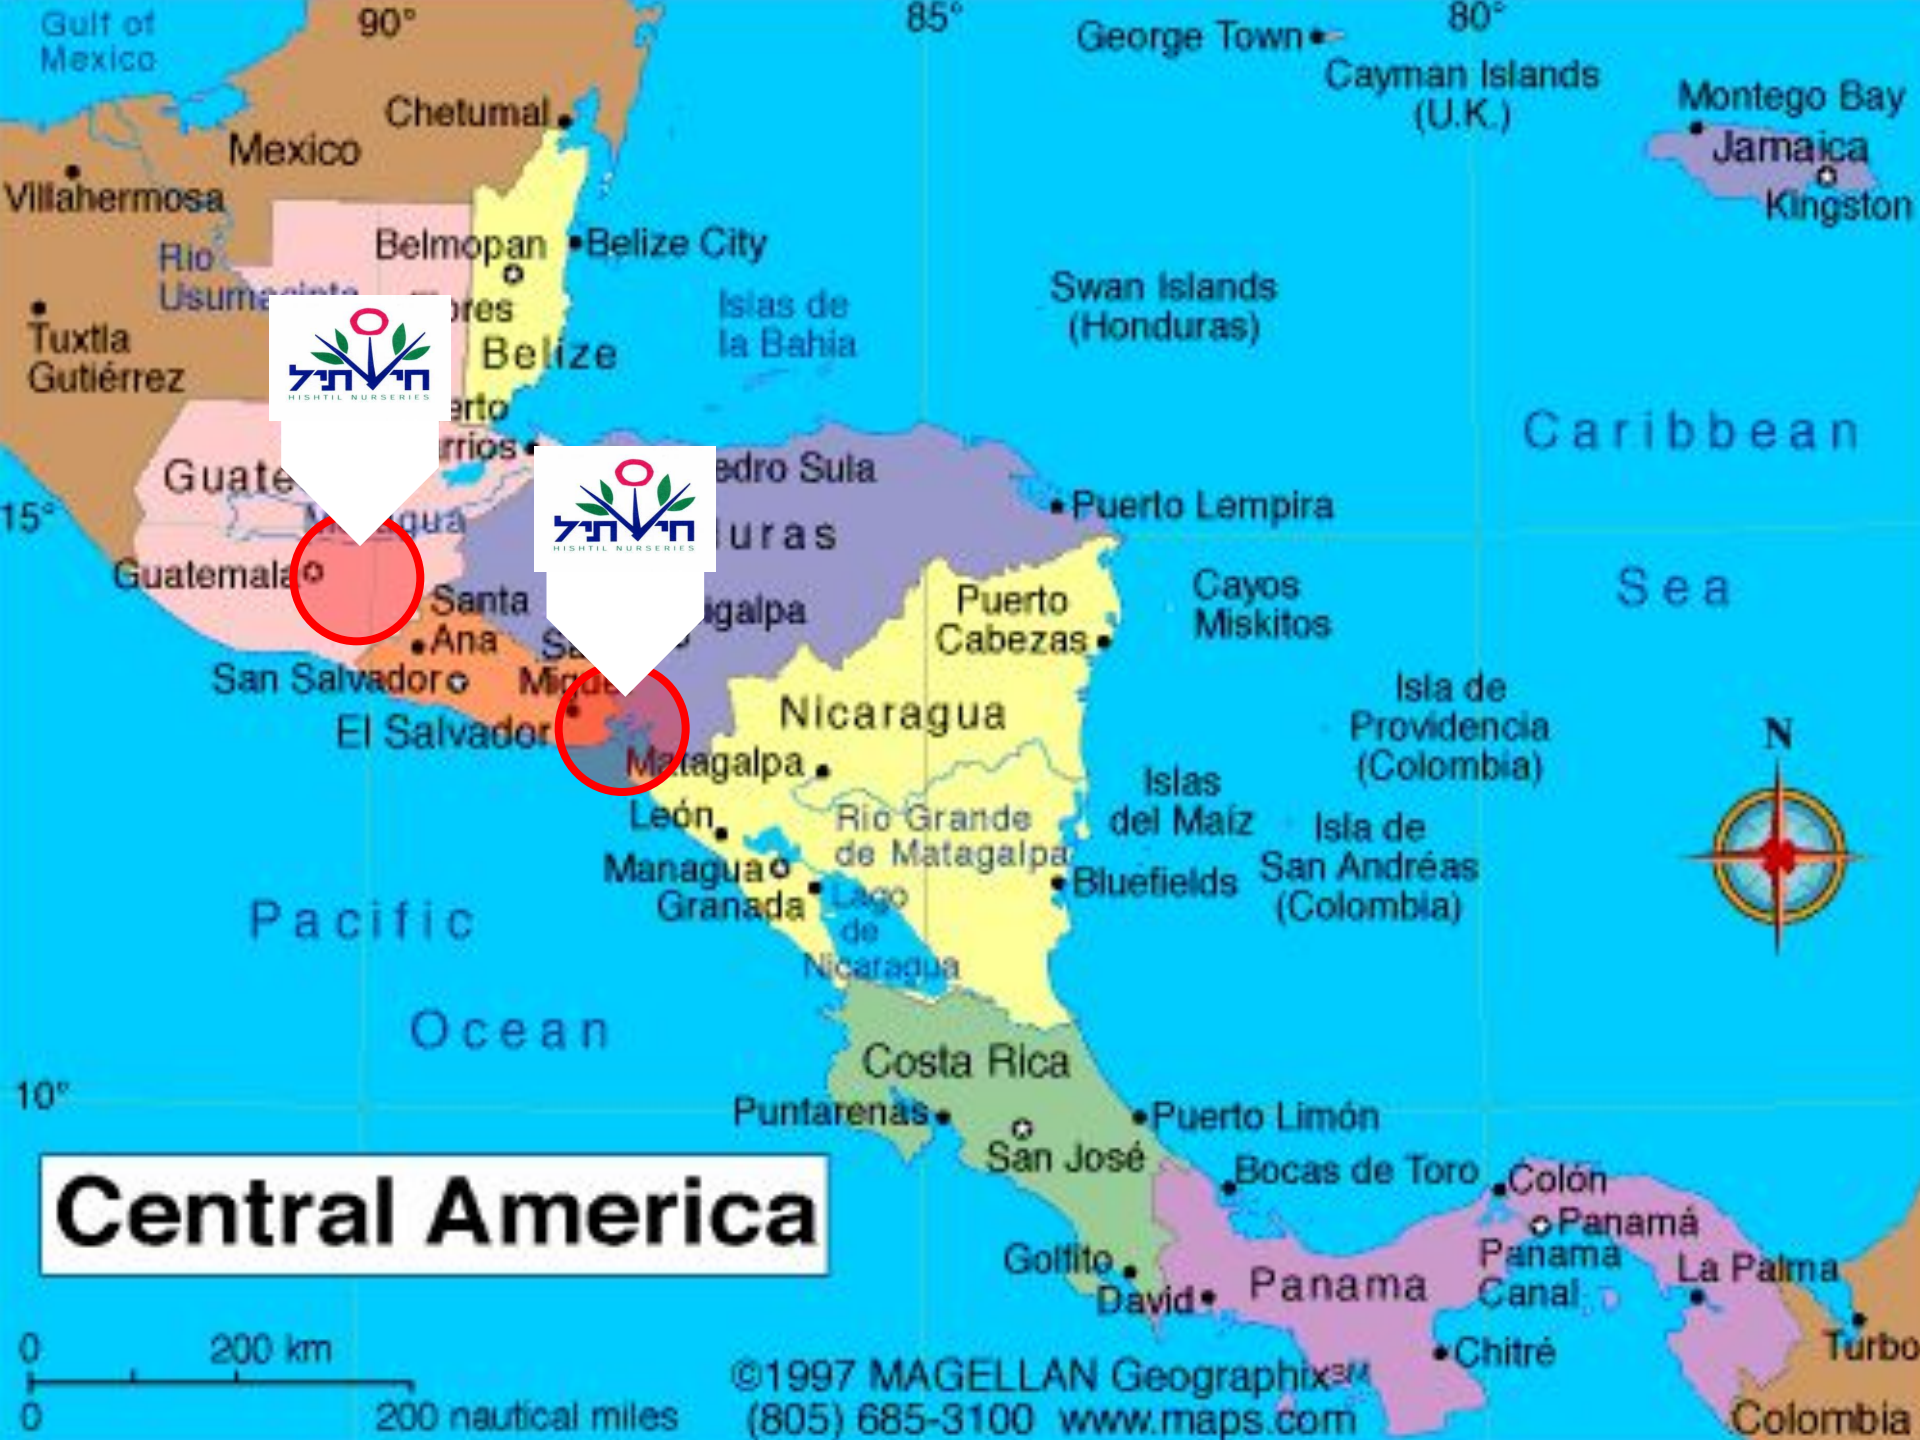 Gulf of
Mexico
90°
85°
80°
George Town
Cayman Islands
(U.K.)
Montego Bay
Jamaica
Kingston
Chetumal
Mexico
Villahermosa
Rio
Usumacinta
Belmopan
Belize City
Belize
Islas de
la Bahia
Swan Islands
(Honduras)
Tuxtla
Gutiérrez
חישתיל
HISHTIL NURSERIES
Caribbean
Sea
15°
חישתיל
HISHTIL NURSERIES
Puerto Lempira
Guatemala
Santa
Ana
San Salvador
El Salvador
Puerto
Cabezas
Cayos
Miskitos
Nicaragua
Isla de
Providencia
(Colombia)
N
Matagalpa
León
Managua
Granada
Rio Grande
de Matagalpa
Islas
del Maíz
Isla de
San Andréas
(Colombia)
Bluefields
Lago
de
Nicaragua
Pacific
Ocean
10°
Costa Rica
Puntarenas
San José
Puerto Limón
Central America
Bocas de Toro
Colón
Panamá
Panama
Canal
La Palma
Golfito
David
Panama
Chitré
Turbo
Colombia
0
200 km
0
200 nautical miles
©1997 MAGELLAN Geographix℠
(805) 685-3100 www.maps.com